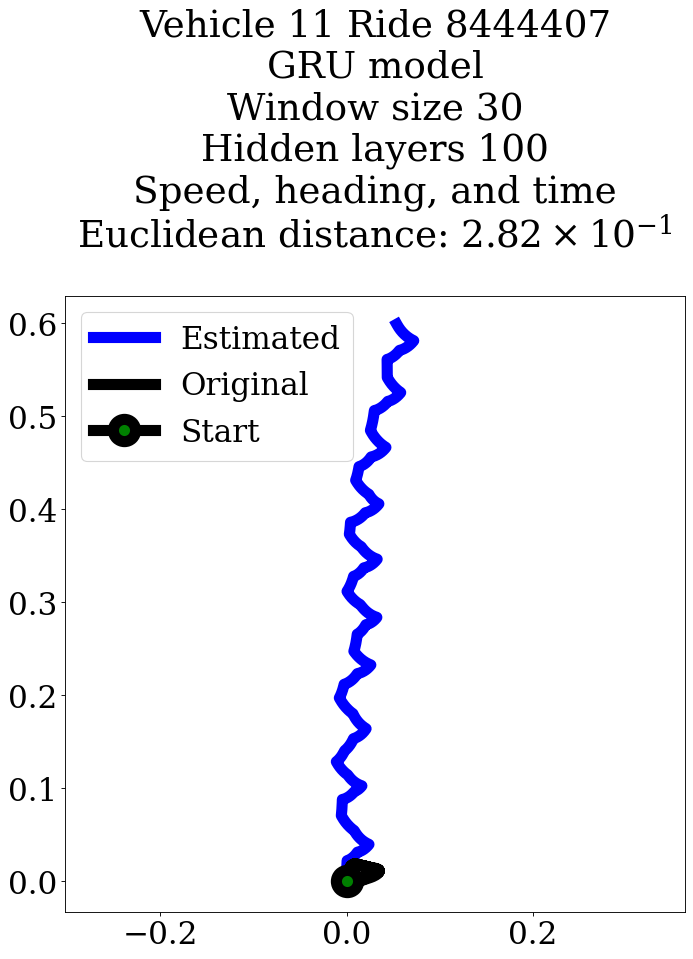 Vehicle 11 Ride 8444407
GRU model
Window size 30
Hidden layers 100
Speed, heading, and time
Euclidean distance: 2.82 × 10⁻¹
Estimated
Original
Start
0.6
0.5
0.4
0.3
0.2
0.1
0.0
−0.2 0.0 0.2